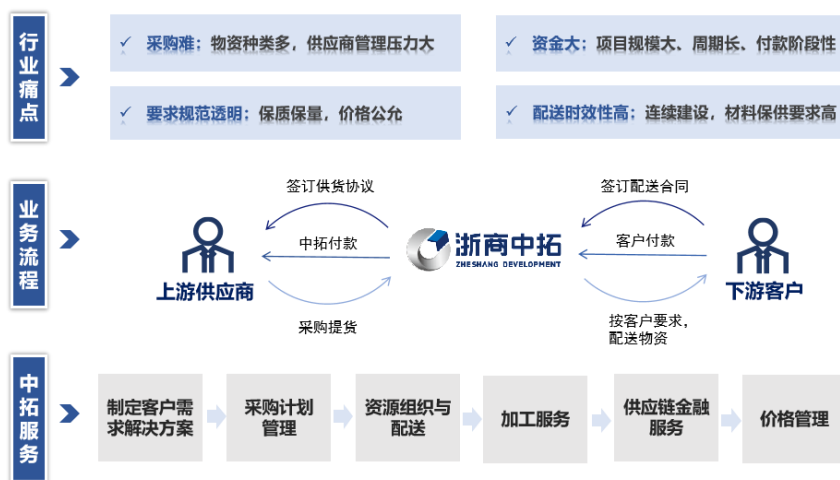 行业痛点
✓ 采购难：物资种类多，供应商管理压力大
✓ 资金大：项目规模大、周期长、付款阶段性
✓ 要求规范透明：保质保量，价格公允
✓ 配送时效性高：连续建设，材料保供要求高
业务流程
签订供货协议
签订配送合同
中拓付款
浙商中拓
ZHESHANG DEVELOPMENT
客户付款
上游供应商
下游客户
采购提货
按客户要求，
配送物资
中拓服务
制定客户需
求解决方案
采购计划
管理
资源组织与
配送
加工服务
供应链金融
服务
价格管理